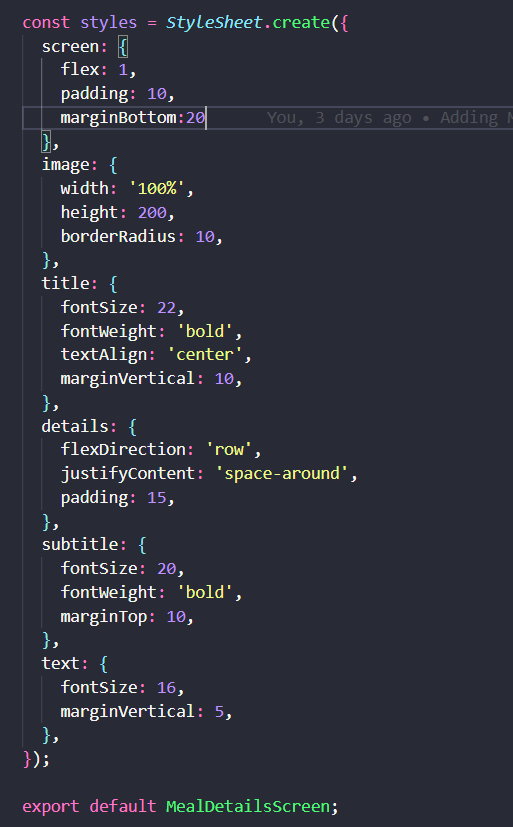 const styles = StyleSheet.create({
  screen: {
    flex: 1,
    padding: 10,
    marginBottom:20 You, 3 days ago • Adding
  },
  image: {
    width: '100%',
    height: 200,
    borderRadius: 10,
  },
  title: {
    fontSize: 22,
    fontWeight: 'bold',
    textAlign: 'center',
    marginVertical: 10,
  },
  details: {
    flexDirection: 'row',
    justifyContent: 'space-around',
    padding: 15,
  },
  subtitle: {
    fontSize: 20,
    fontWeight: 'bold',
    marginTop: 10,
  },
  text: {
    fontSize: 16,
    marginVertical: 5,
  },
});
export default MealDetailsScreen;